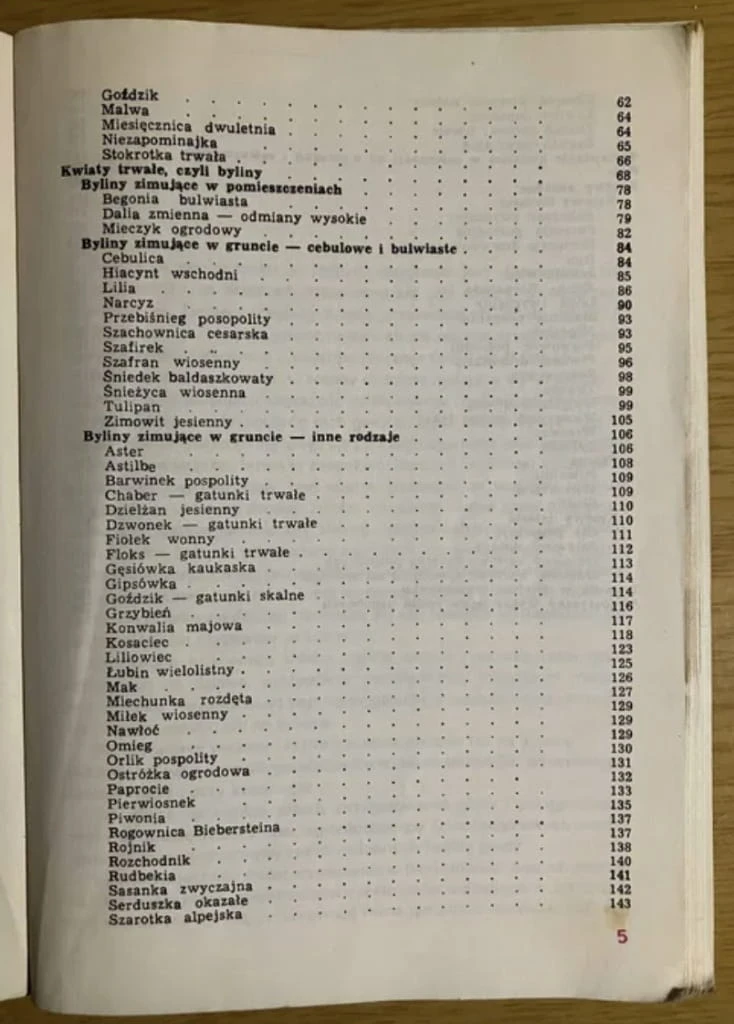 Goździk . . . . . . . . . . . . . . 62
Malwa . . . . . . . . . . . . . . 64
Miesięcznica dwuletnia . . . . . . . . . . 64
Niezapominajka . . . . . . . . . . . . 65
Stokrotka trwała . . . . . . . . . . . . 66
Kwiaty trwałe, czyli byliny . . . . . . . . . . . 68
Byliny zimujące w pomieszczeniach . . . . . . . . 78
Begonia bulwiasta . . . . . . . . . . . 78
Dalia zmienna — odmiany wysokie . . . . . . . 79
Mieczyk ogrodowy . . . . . . . . . . . 82
Byliny zimujące w gruncie — cebulowe i bulwiaste . . . . 84
Cebulica . . . . . . . . . . . . . . 84
Hiacynt wschodni . . . . . . . . . . . 85
Lilia . . . . . . . . . . . . . . . 86
Narcyz . . . . . . . . . . . . . . 90
Przebiśnieg posopolity . . . . . . . . . . 93
Szachownica cesarska . . . . . . . . . . 93
Szafirek . . . . . . . . . . . . . . 95
Szafran wiosenny . . . . . . . . . . . 96
Śniedek baldaszkowaty . . . . . . . . . . 98
Śnieżyca wiosenna . . . . . . . . . . . 99
Tulipan . . . . . . . . . . . . . . 99
Zimowit jesienny . . . . . . . . . . . . 105
Byliny zimujące w gruncie — inne rodzaje . . . . . . 106
Aster . . . . . . . . . . . . . . 106
Astilbe . . . . . . . . . . . . . . 108
Barwinek pospolity . . . . . . . . . . . 109
Chaber — gatunki trwałe . . . . . . . . . 109
Dzielżan jesienny . . . . . . . . . . . 110
Dzwonek — gatunki trwałe . . . . . . . . 110
Fiołek wonny . . . . . . . . . . . . . 111
Floks — gatunki trwałe . . . . . . . . . . 112
Gęsiówka kaukaska . . . . . . . . . . . 113
Gipsówka . . . . . . . . . . . . . . 114
Goździk — gatunki skalne . . . . . . . . . 114
Grzybień . . . . . . . . . . . . . . 116
Konwalia majowa . . . . . . . . . . . 117
Kosaciec . . . . . . . . . . . . . . 118
Liliowiec . . . . . . . . . . . . . 123
Łubin wielolistny . . . . . . . . . . . . 125
Mak . . . . . . . . . . . . . . . 126
Miechunka rozdęta . . . . . . . . . . . 127
Miłek wiosenny . . . . . . . . . . . . 129
Nawłoć . . . . . . . . . . . . . . 129
Omieg . . . . . . . . . . . . . . 129
Orlik pospolity . . . . . . . . . . . . 130
Ostróżka ogrodowa . . . . . . . . . . . 131
Paprocie . . . . . . . . . . . . . . 132
Pierwiosnek . . . . . . . . . . . . 133
Piwonia . . . . . . . . . . . . . . 135
Rogownica Biebersteina . . . . . . . . . . 137
Rojnik . . . . . . . . . . . . . . 137
Rozchodnik . . . . . . . . . . . . . 138
Rudbekia . . . . . . . . . . . . . . 140
Sasanka zwyczajna . . . . . . . . . . . 141
Serduszka okazałe . . . . . . . . . . . 142
Szarotka alpejska . . . . . . . . . . . 143
5